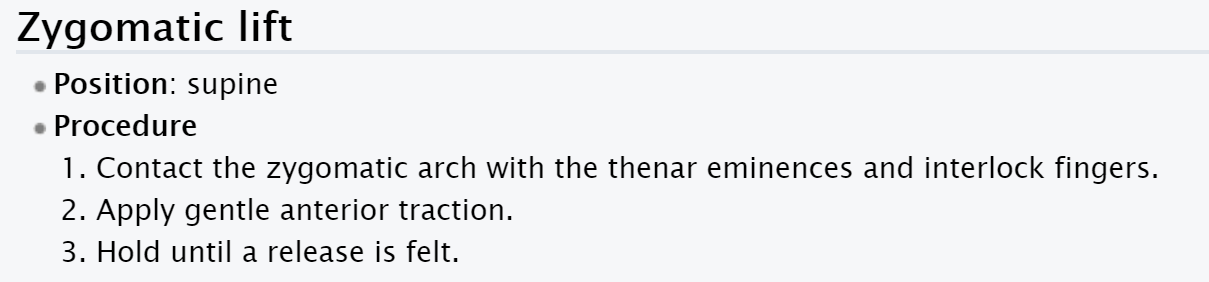 Zygomatic lift
Position: supine
Procedure
1. Contact the zygomatic arch with the thenar eminences and interlock fingers.
2. Apply gentle anterior traction.
3. Hold until a release is felt.